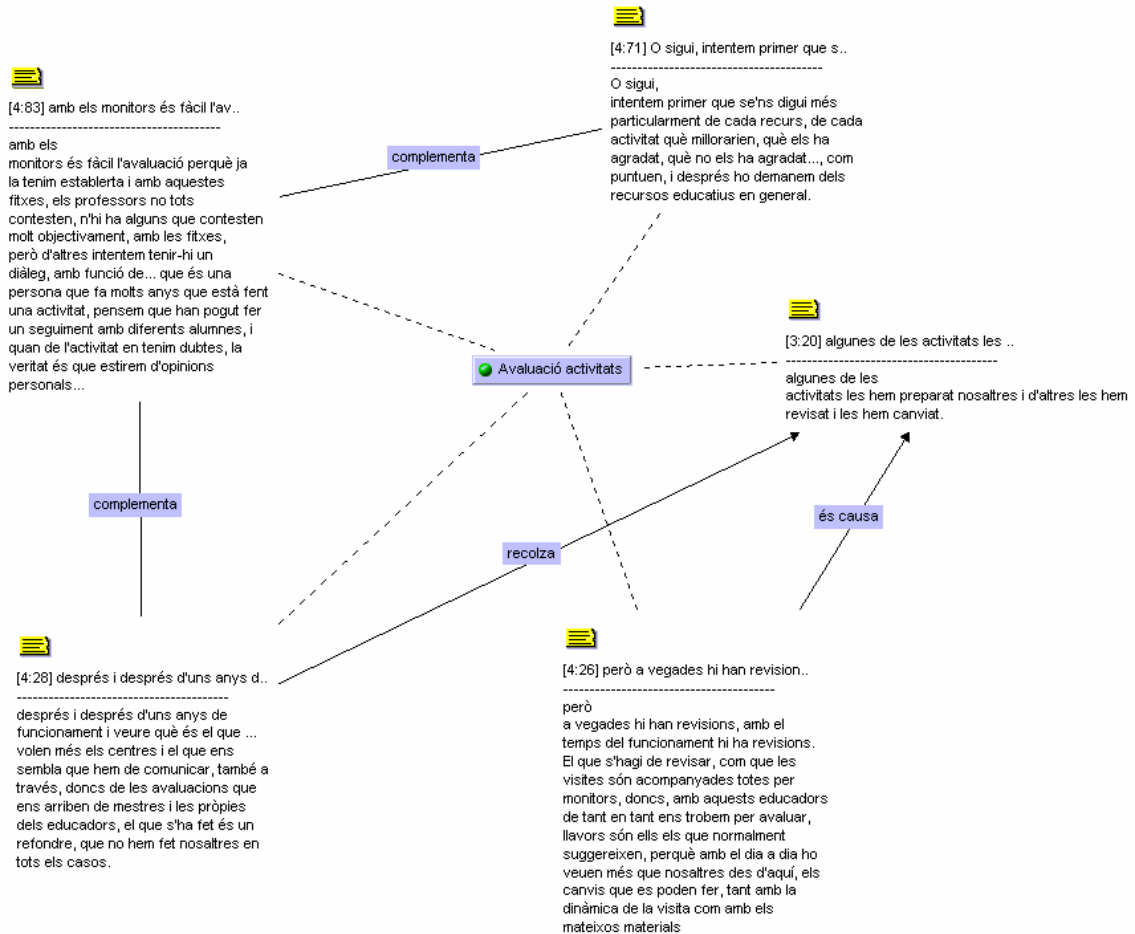 [4:71] O sigui, intentem primer que s..
----------------------------------------
O sigui,
intentem primer que se'ns digui més
particularment de cada recurs, de cada
activitat què millorarien, què els ha
agradat, què no els ha agradat..., com
puntuen, i després ho demanem dels
recursos educatius en general.
[4:83] amb els monitors és fàcil l'av..
----------------------------------------
amb els
monitors és fàcil l'avaluació perquè ja
la tenim establerta i amb aquestes
fitxes, els professors no tots
contesten, n'hi ha alguns que contesten
molt objectivament, amb les fitxes,
però d'altres intentem tenir-hi un
diàleg, amb funció de... que és una
persona que fa molts anys que està fent
una activitat, pensem que han pogut fer
un seguiment amb diferents alumnes, i
quan de l'activitat en tenim dubtes, la
veritat és que estirem d'opinions
personals...
complementa
[3:20] algunes de les activitats les ..
----------------------------------------
algunes de les
activitats les hem preparat nosaltres i d'altres les hem
revisat i les hem canviat.
Avaluació activitats
complementa
és causa
recolza
[4:28] després i després d'uns anys d..
----------------------------------------
després i després d'uns anys de
funcionament i veure què és el que ...
volen més els centres i el que ens
sembla que hem de comunicar, també a
través, doncs de les avaluacions que
ens arriben de mestres i les pròpies
dels educadors, el que s'ha fet és un
refondre, que no hem fet nosaltres en
tots els casos.
[4:26] però a vegades hi han revision..
----------------------------------------
però
a vegades hi han revisions, amb el
temps del funcionament hi ha revisions.
El que s'hagi de revisar, com que les
visites són acompanyades totes per
monitors, doncs, amb aquests educadors
de tant en tant ens trobem per avaluar,
llavors són ells els que normalment
suggereixen, perquè amb el dia a dia ho
veuen més que nosaltres des d'aquí, els
canvis que es poden fer, tant amb la
dinàmica de la visita com amb els
mateixos materials